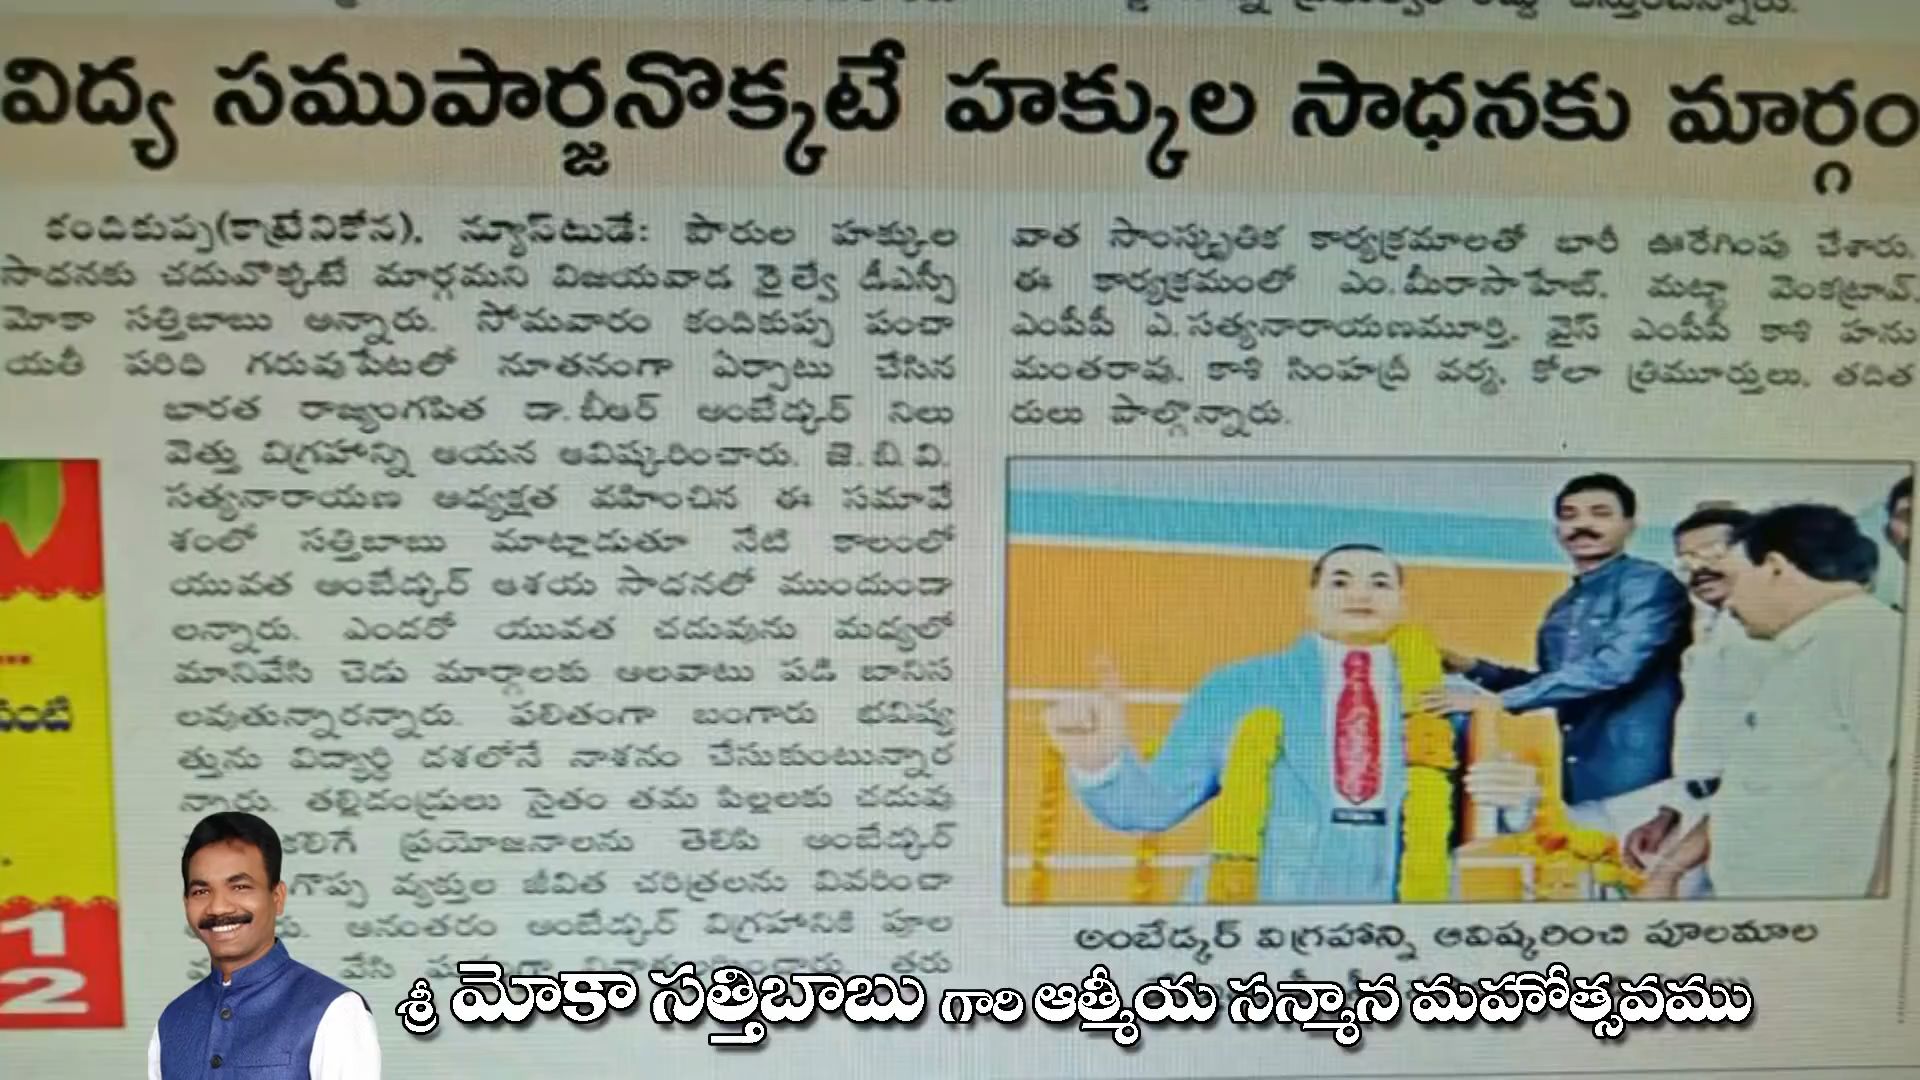 విద్య సముపార్జనొక్కటే హక్కుల సాధనకు మార్గం
కందికుప్ప(కాట్రేనికోన), న్యూస్‌టుడే: పౌరుల హక్కుల
సాధనకు చదువొక్కటే మార్గమని విజయవాడ రైల్వే డీఎస్పీ
మోకా సత్తిబాబు అన్నారు. సోమవారం కందికుప్ప పంచా
యతీ పరిధి గరువుపేటలో నూతనంగా ఏర్పాటు చేసిన
భారత రాజ్యాంగపిత డా.బీఆర్ అంబేడ్కర్ నిలు
వెత్తు విగ్రహాన్ని ఆయన ఆవిష్కరించారు. జె.బి.వి.
సత్యనారాయణ అధ్యక్షత వహించిన ఈ సమావే
శంలో సత్తిబాబు మాట్లాడుతూ నేటి కాలంలో
యువత అంబేడ్కర్ ఆశయ సాధనలో ముందుండా
లన్నారు. ఎందరో యువత చదువును మధ్యలో
మానివేసి చెడు మార్గాలకు అలవాటు పడి బానిస
లవుతున్నారన్నారు. ఫలితంగా బంగారు భవిష్య
త్తును విద్యార్థి దశలోనే నాశనం చేసుకుంటున్నార
న్నారు. తల్లిదండ్రులు సైతం తమ పిల్లలకు చదువు
కలిగే ప్రయోజనాలను తెలిపి అంబేడ్కర్
గొప్ప వ్యక్తుల జీవిత చరిత్రలను వివరించా
రు. అనంతరం అంబేడ్కర్ విగ్రహానికి పూల
వేసి
వాత సాంస్కృతిక కార్యక్రమాలతో భారీ ఊరేగింపు చేశారు.
ఈ కార్యక్రమంలో ఎం.మీరాసాహెబ్, మట్టా వెంకట్రావ్,
ఎంపీపీ ఎ.సత్యనారాయణమూర్తి, వైస్ ఎంపీపీ కాశి హను
మంతరావు, కాశి సింహాద్రి వర్మ, కోలా త్రిమూర్తులు, తదిత
రులు పాల్గొన్నారు.
అంబేడ్కర్ విగ్రహాన్ని ఆవిష్కరించి పూలమాల
1
2
శ్రీ మోకా సత్తిబాబు గారి ఆత్మీయ సన్మాన మహోత్సవము